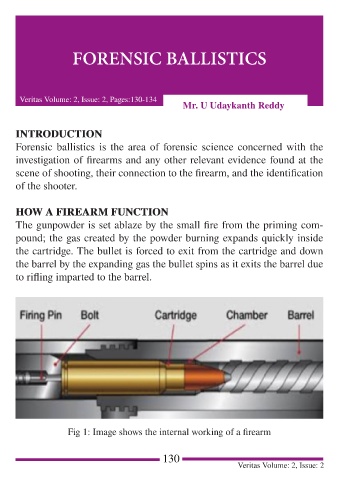 FORENSIC BALLISTICS
Veritas Volume: 2, Issue: 2, Pages:130-134
Mr. U Udaykanth Reddy
INTRODUCTION
Forensic ballistics is the area of forensic science concerned with the
investigation of firearms and any other relevant evidence found at the
scene of shooting, their connection to the firearm, and the identification
of the shooter.
HOW A FIREARM FUNCTION
The gunpowder is set ablaze by the small fire from the priming com-
pound; the gas created by the powder burning expands quickly inside
the cartridge. The bullet is forced to exit from the cartridge and down
the barrel by the expanding gas the bullet spins as it exits the barrel due
to rifling imparted to the barrel.
Firing Pin Bolt Cartridge Chamber Barrel
Fig 1: Image shows the internal working of a firearm
130
Veritas Volume: 2, Issue: 2